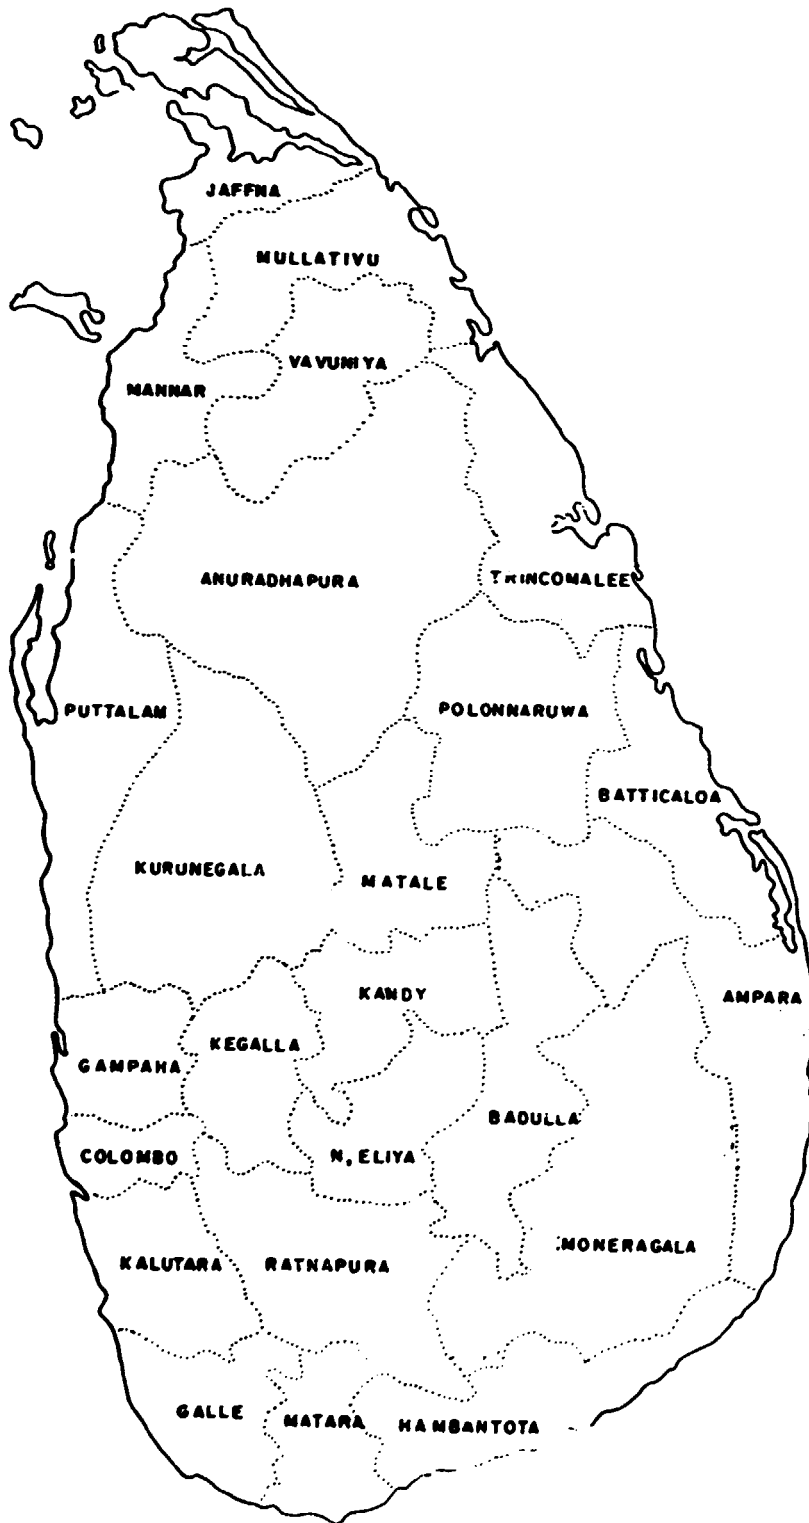 JAFFNA
MULLATIVU
VAVUNIYA
MANNAR
ANURADHAPURA
TRINCOMALEE
PUTTALAM
POLONNARUWA
BATTICALOA
KURUNEGALA
MATALE
KANDY
AMPARA
KEGALLA
GAMPAHA
BADULLA
COLOMBO
N, ELIYA
MONERAGALA
KALUTARA
RATNAPURA
GALLE
MATARA
HAMBANTOTA